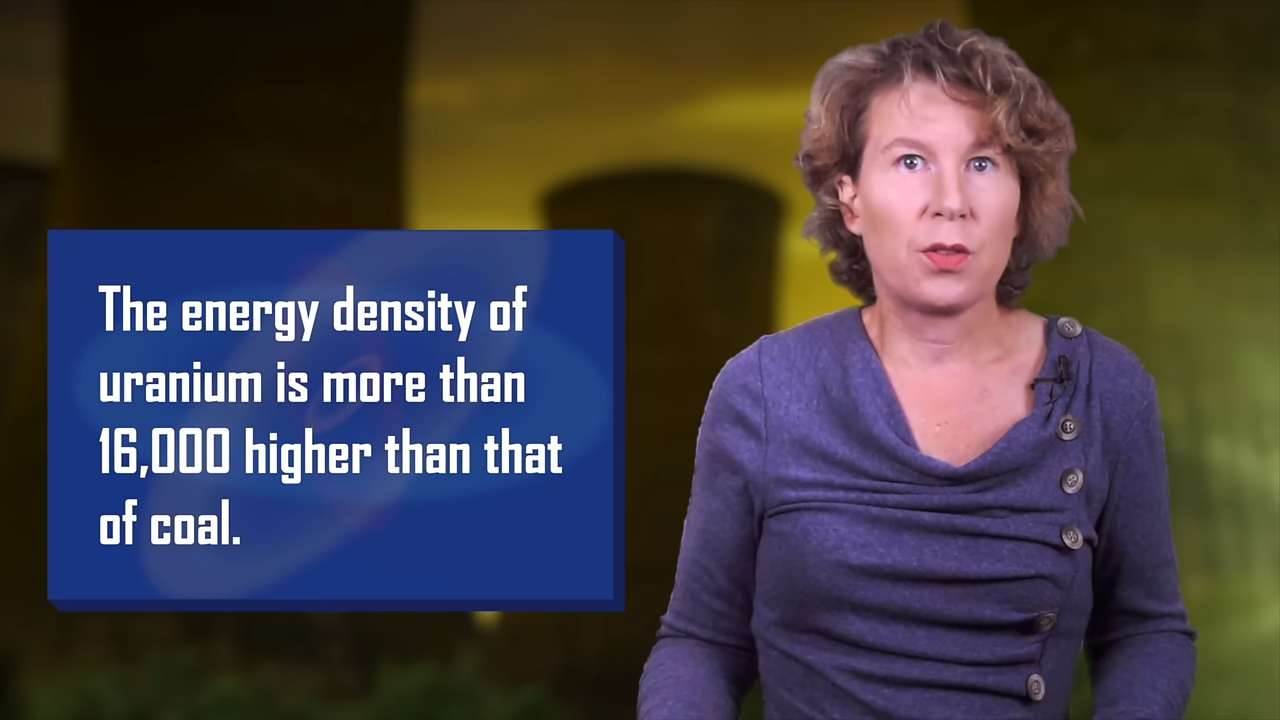 The energy density of
uranium is more than
16,000 higher than that
of coal.